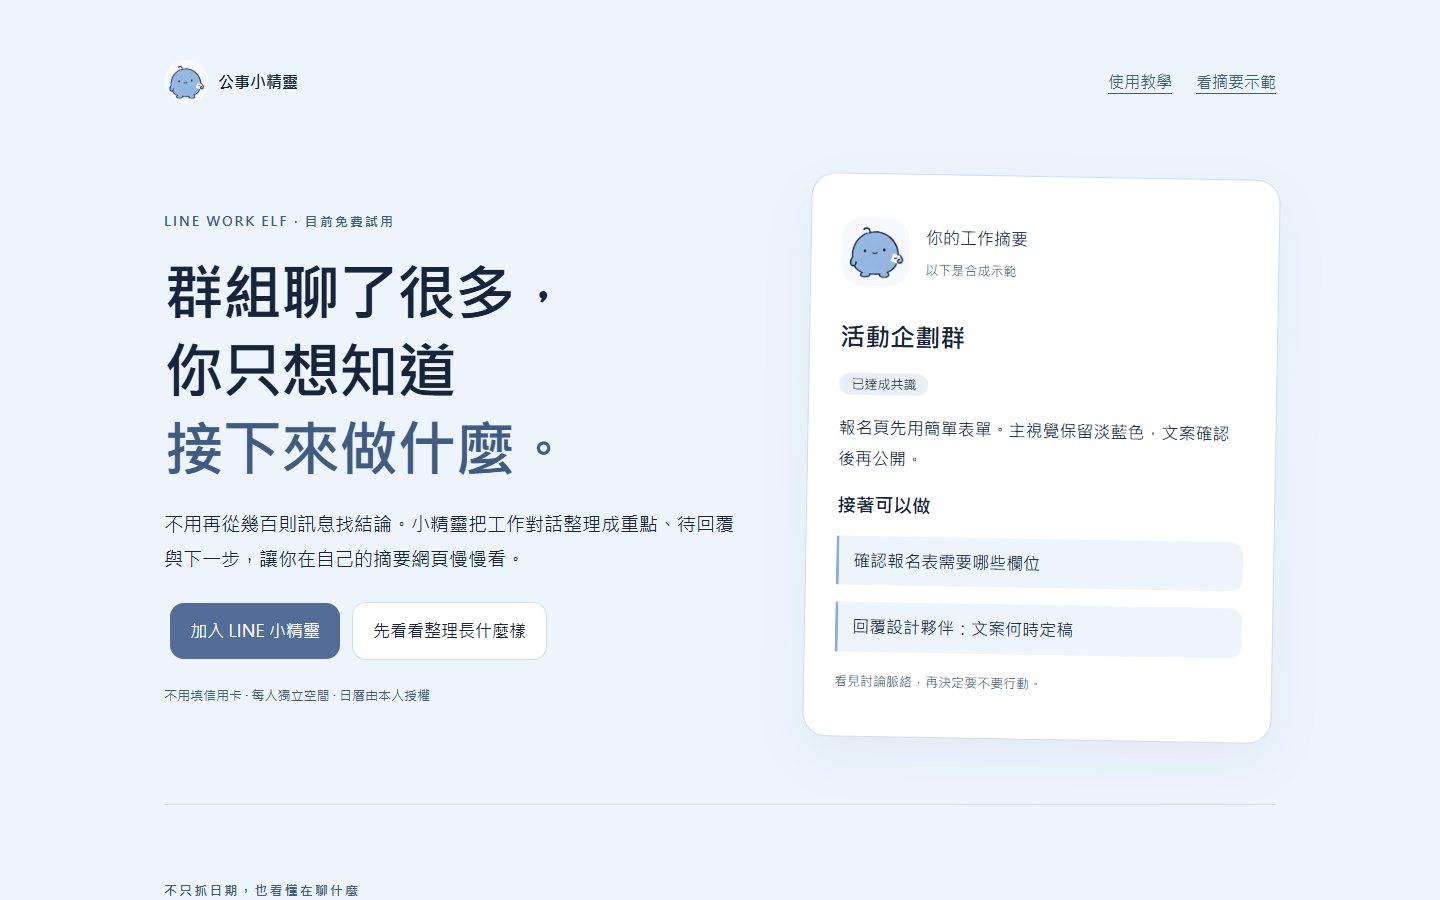 公事小精靈
使用教學
看摘要示範
LINE WORK ELF · 目前免費試用
群組聊了很多，
你只想知道
接下來做什麼。
不用再從幾百則訊息找結論。小精靈把工作對話整理成重點、待回覆
與下一步，讓你在自己的摘要網頁慢慢看。
加入 LINE 小精靈
先看看整理長什麼樣
不用填信用卡 · 每人獨立空間 · 日曆由本人授權
你的工作摘要
以下是合成示範
活動企劃群
已達成共識
報名頁先用簡單表單。主視覺保留淡藍色，文案確認
後再公開。
接著可以做
確認報名表需要哪些欄位
回覆設計夥伴：文案何時定稿
看見討論脈絡，再決定要不要行動。
不只抓日期，也看懂在聊什麼